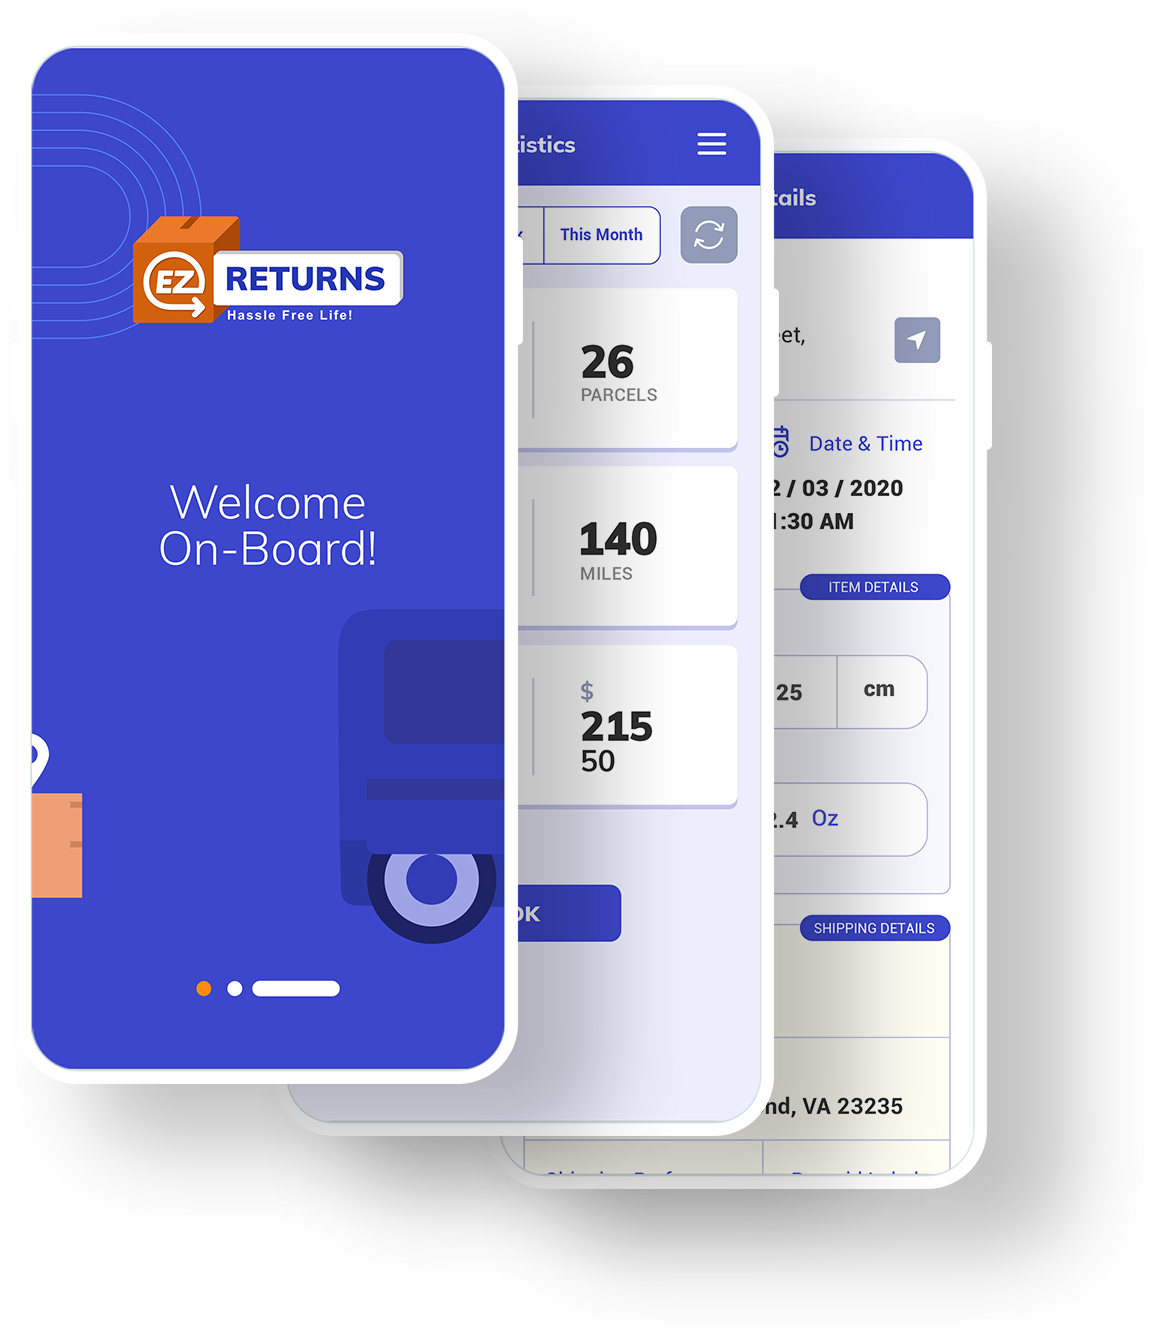 EZ
RETURNS
Hassle Free Life!
Welcome
On-Board!
tistics
This Month
26
PARCELS
140
MILES
$
215
50
OK
tails
eet,
Date & Time
2 / 03 / 2020
1:30 AM
ITEM DETAILS
25 cm
2.4 Oz
SHIPPING DETAILS
nd, VA 23235